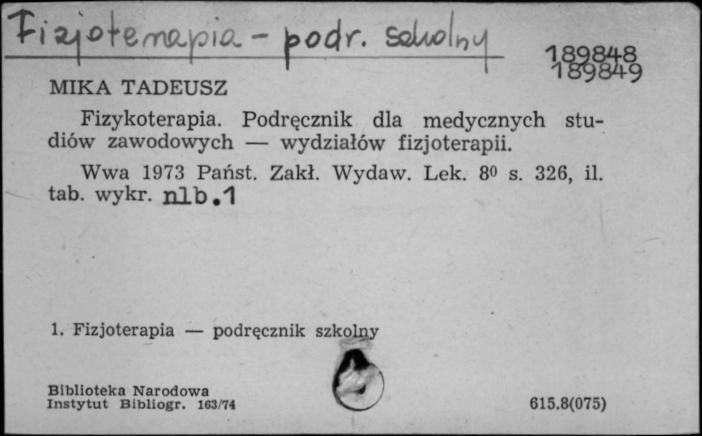 Fizjoterapia - podr. szkolny
189848
189849
MIKA TADEUSZ
Fizykoterapia. Podręcznik dla medycznych stu-
diów zawodowych — wydziałów fizjoterapii.
Wwa 1973 Państ. Zakł. Wydaw. Lek. 8⁰ s. 326, il.
tab. wykr. nlb.1
1. Fizjoterapia — podręcznik szkolny
Biblioteka Narodowa
Instytut Bibliogr. 163/74
615.8(075)